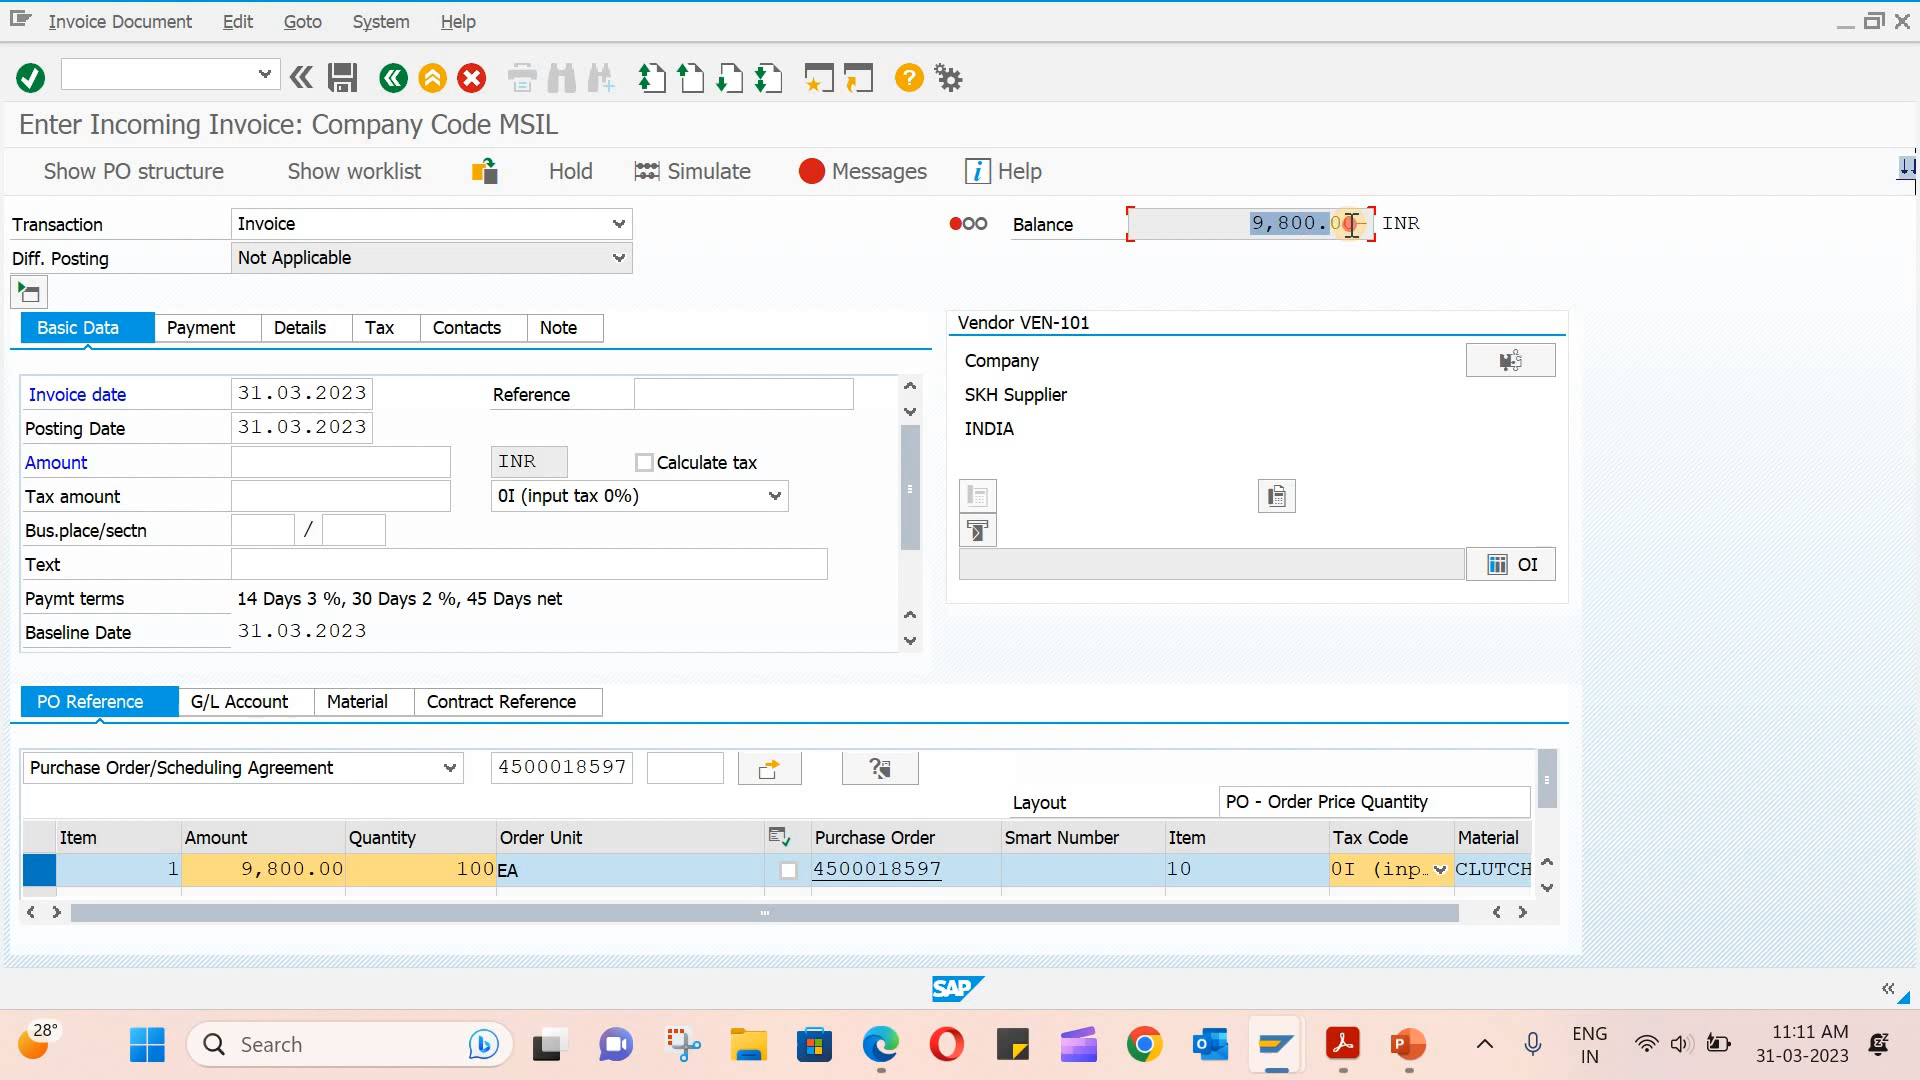 Invoice Document Edit Goto System Help
Enter Incoming Invoice: Company Code MSIL
Show PO structure Show worklist Hold Simulate Messages i Help
Transaction Invoice Balance 9,800.00- INR
Diff. Posting Not Applicable
Basic Data Payment Details Tax Contacts Note
Vendor VEN-101
Company
SKH Supplier
INDIA
OI
Invoice date 31.03.2023 Reference
Posting Date 31.03.2023
Amount INR Calculate tax
Tax amount 0I (input tax 0%)
Bus.place/sectn /
Text
Paymt terms 14 Days 3 %, 30 Days 2 %, 45 Days net
Baseline Date 31.03.2023
PO Reference G/L Account Material Contract Reference
Purchase Order/Scheduling Agreement 4500018597
Layout PO - Order Price Quantity
Item Amount Quantity Order Unit Purchase Order Smart Number Item Tax Code Material
1 9,800.00 100 EA 4500018597 10 0I (inp… CLUTCH
SAP
28° Search ENG 11:11 AM
IN 31-03-2023